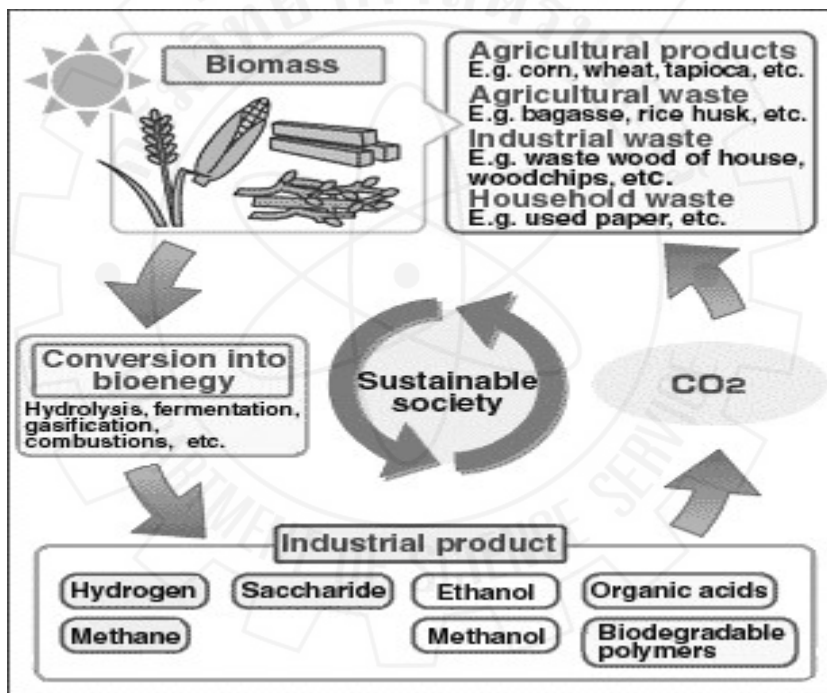 Biomass
Agricultural products
E.g. corn, wheat, tapioca, etc.
Agricultural waste
E.g. bagasse, rice husk, etc.
Industrial waste
E.g. waste wood of house,
woodchips, etc.
Household waste
E.g. used paper, etc.
Conversion into
bioenegy
Hydrolysis, fermentation,
gasification,
combustions, etc.
Sustainable
society
CO2
Industrial product
Hydrogen
Saccharide
Ethanol
Organic acids
Methane
Methanol
Biodegradable
polymers